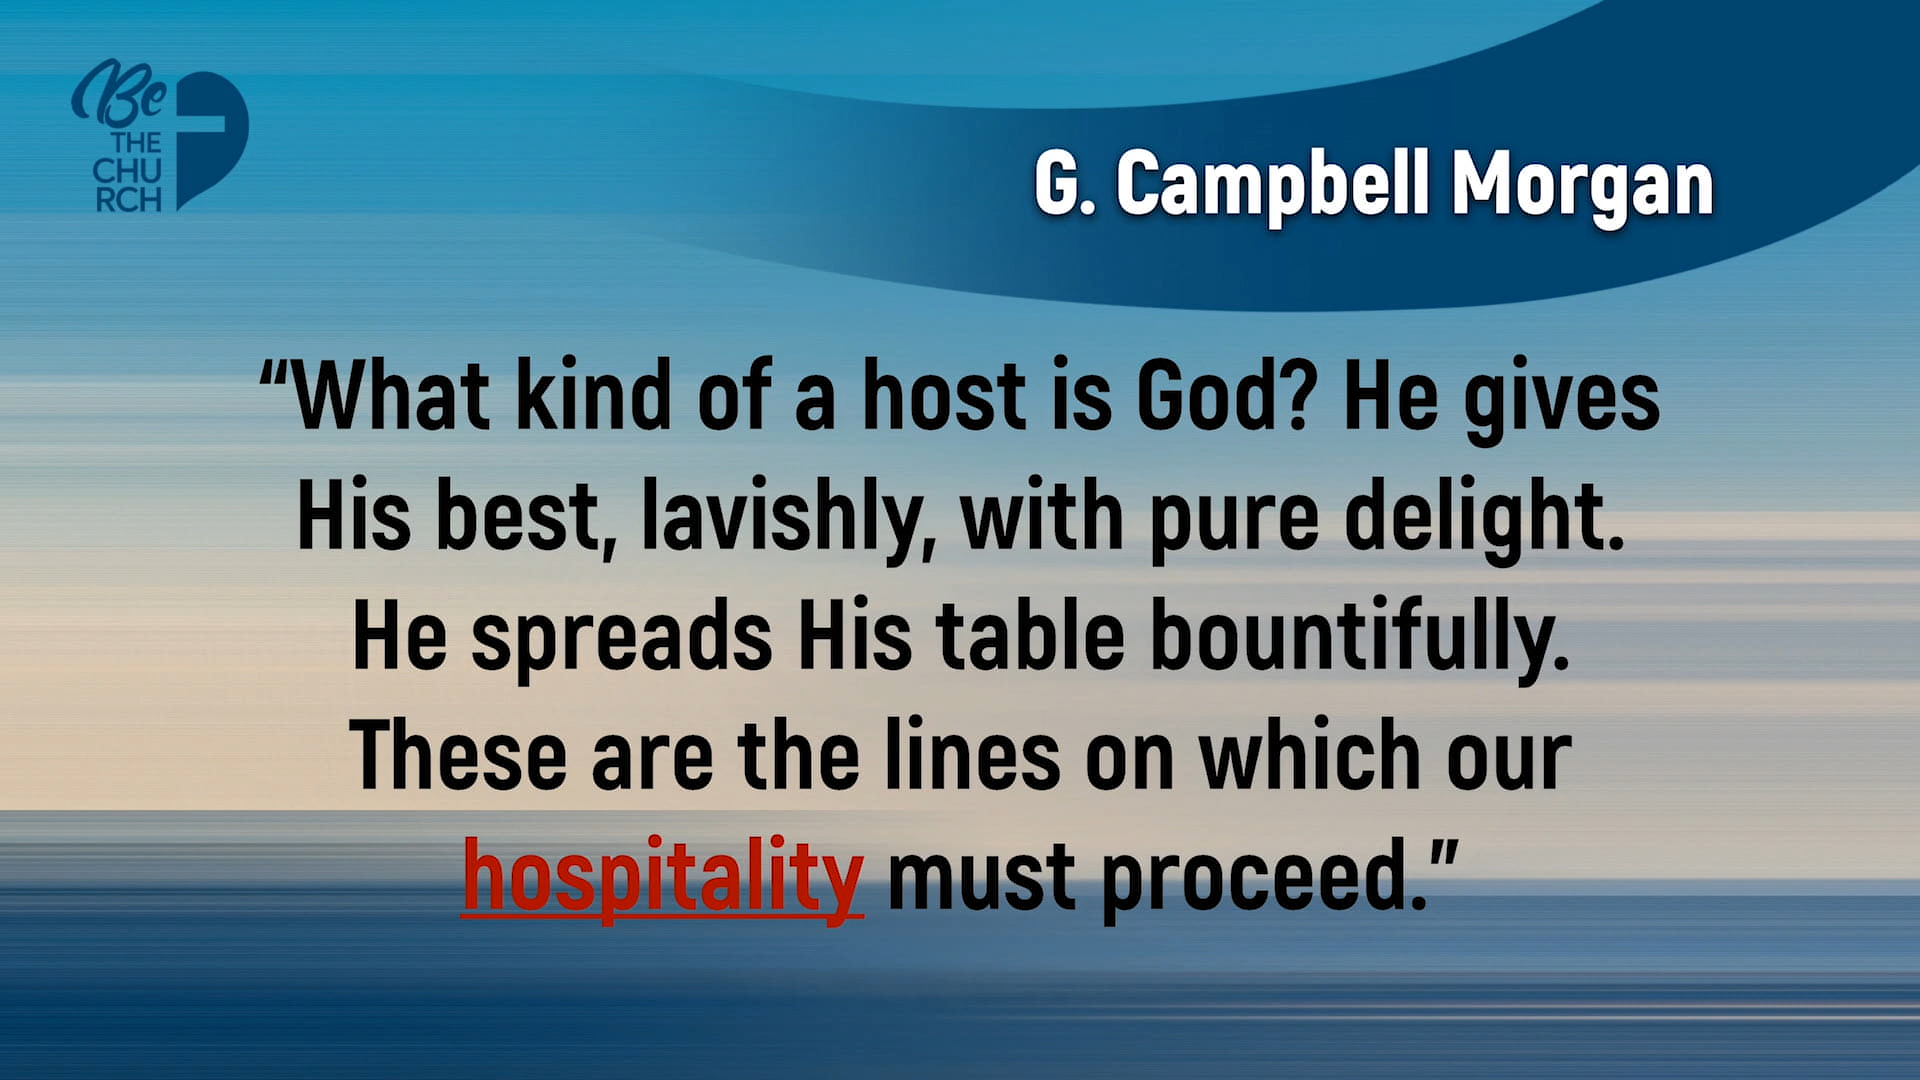 Be
THE
CHU
RCH
G. Campbell Morgan
“What kind of a host is God? He gives
His best, lavishly, with pure delight.
He spreads His table bountifully.
These are the lines on which our
hospitality must proceed.”